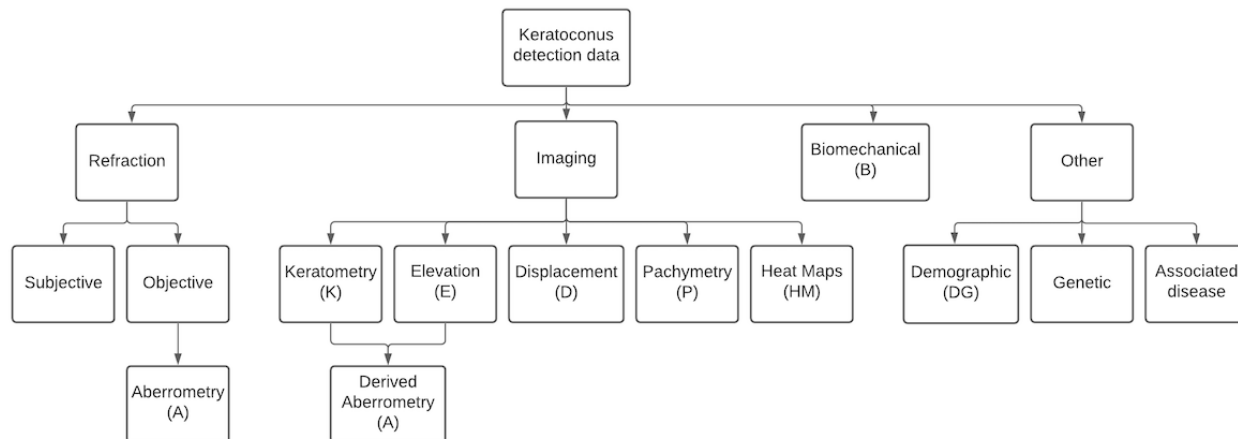 Keratoconus
detection data
Refraction
Imaging
Biomechanical
(B)
Other
Subjective
Objective
Keratometry
(K)
Elevation
(E)
Displacement
(D)
Pachymetry
(P)
Heat Maps
(HM)
Demographic
(DG)
Genetic
Associated
disease
Aberrometry
(A)
Derived
Aberrometry
(A)